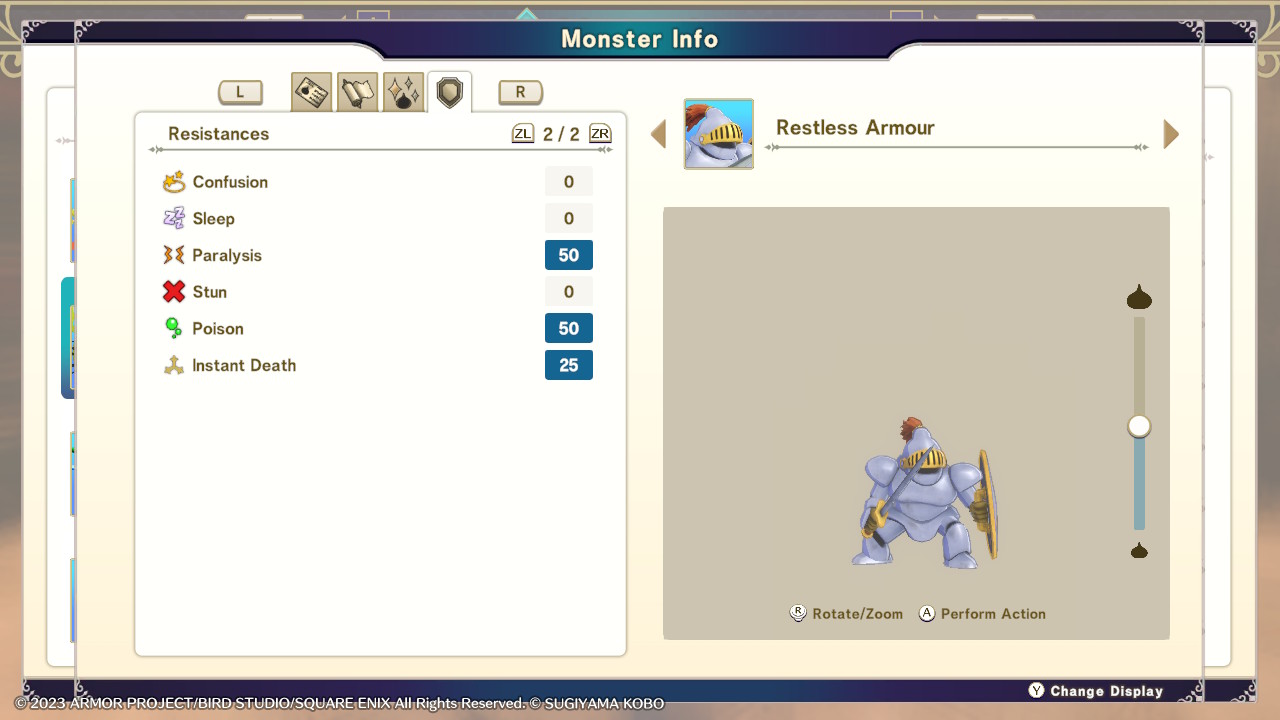 Monster Info
L
R
Resistances
ZL 2 / 2 ZR
Confusion 0
Sleep 0
Paralysis 50
Stun 0
Poison 50
Instant Death 25
Restless Armour
R Rotate/Zoom A Perform Action
Y Change Display
© 2023 ARMOR PROJECT/BIRD STUDIO/SQUARE ENIX All Rights Reserved. © SUGIYAMA KOBO